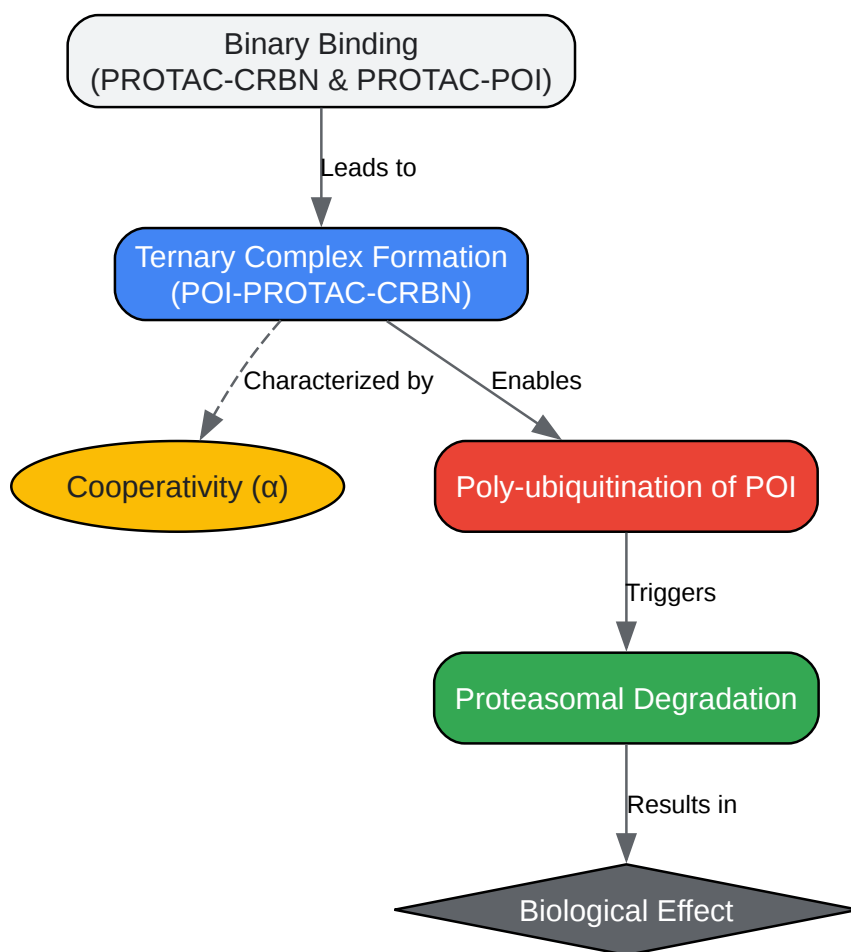 Binary Binding
(PROTAC-CRBN & PROTAC-POI)
Leads to
Ternary Complex Formation
(POI-PROTAC-CRBN)
Characterized by
Enables
Cooperativity (α)
Poly-ubiquitination of POI
Triggers
Proteasomal Degradation
Results in
Biological Effect